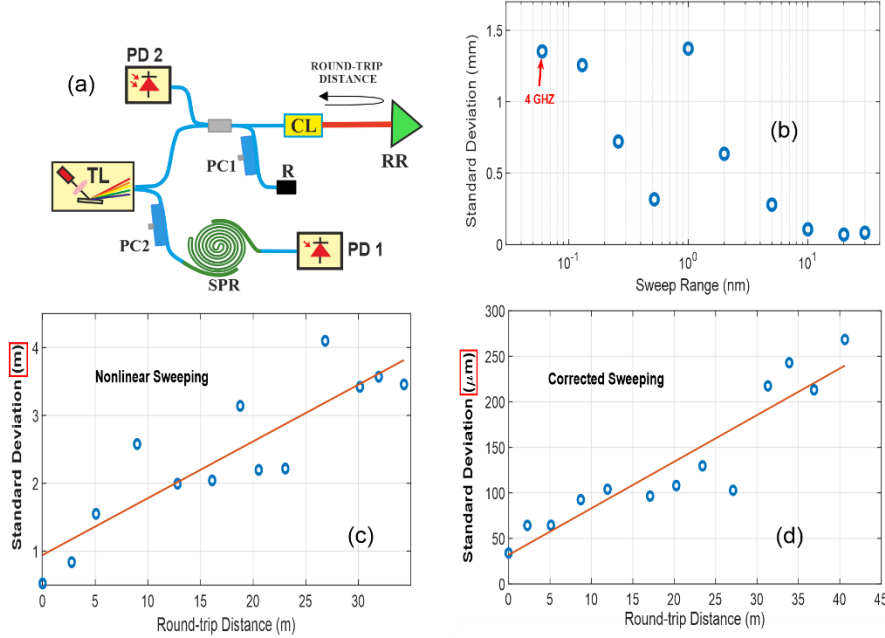 (a)
PD 2
ROUND-TRIP
DISTANCE
CL
RR
TL
PC1
R
PC2
SPR
PD 1
Standard Deviation (mm)
1.5
1
0.5
0
4 GHZ
(b)
10-1
100
101
Sweep Range (nm)
Standard Deviation (m)
4
3
2
1
Nonlinear Sweeping
(c)
0
5
10
15
20
25
30
Round-trip Distance (m)
Standard Deviation (μm)
300
250
200
150
100
50
0
Corrected Sweeping
(d)
0
5
10
15
20
25
30
35
40
45
Round-trip Distance (m)